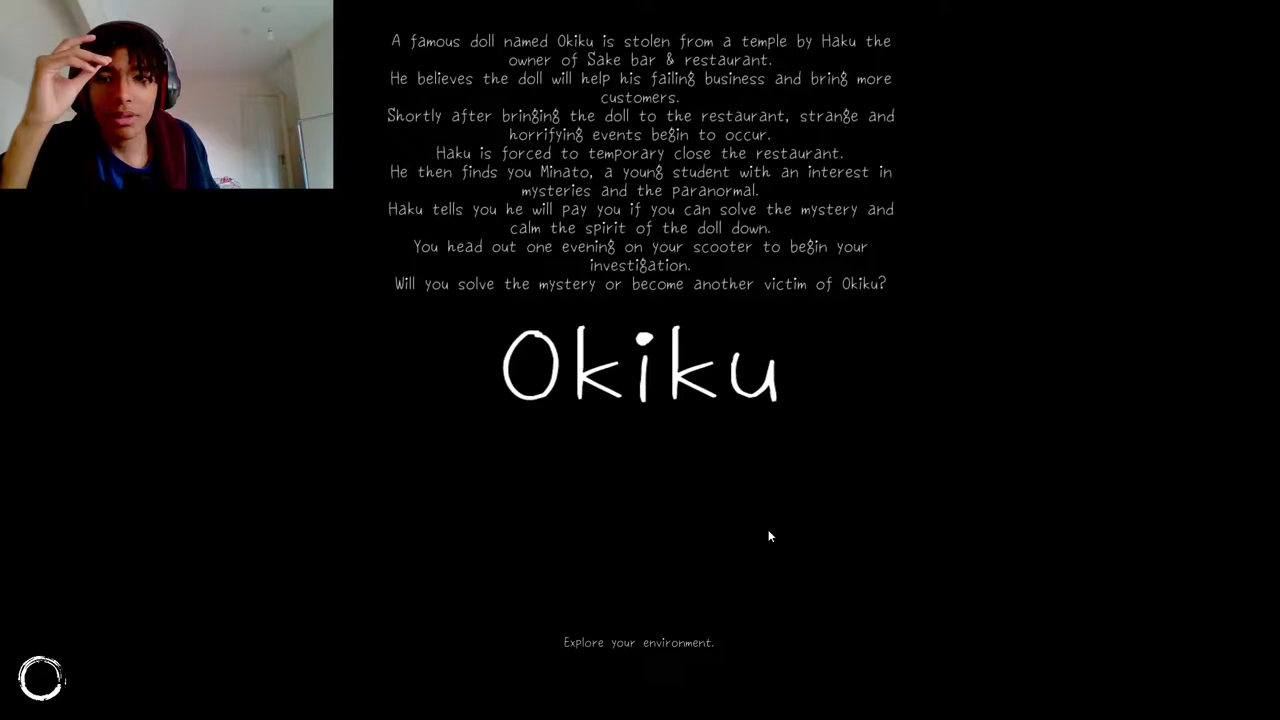 A famous doll named Okiku is stolen from a temple by Haku the
owner of Sake bar & restaurant.
He believes the doll will help his failing business and bring more
customers.
Shortly after bringing the doll to the restaurant, strange and
horrifying events begin to occur.
Haku is forced to temporary close the restaurant.
He then finds you Minato, a young student with an interest in
mysteries and the paranormal.
Haku tells you he will pay you if you can solve the mystery and
calm the spirit of the doll down.
You head out one evening on your scooter to begin your
investigation.
Will you solve the mystery or become another victim of Okiku?
Okiku
Explore your environment.